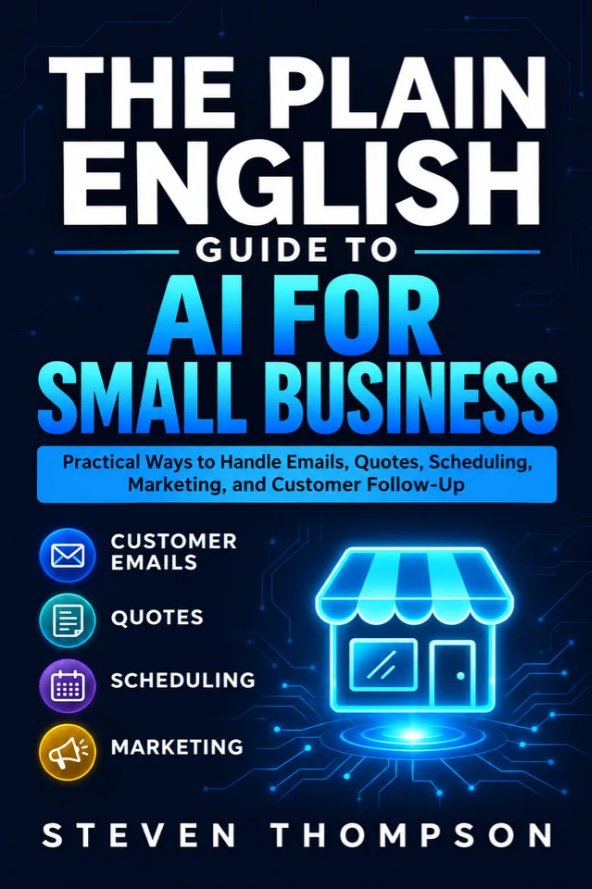 THE PLAIN
ENGLISH
GUIDE TO
AI FOR
SMALL BUSINESS
Practical Ways to Handle Emails, Quotes, Scheduling,
Marketing, and Customer Follow-Up
CUSTOMER
EMAILS
QUOTES
SCHEDULING
MARKETING
STEVEN THOMPSON